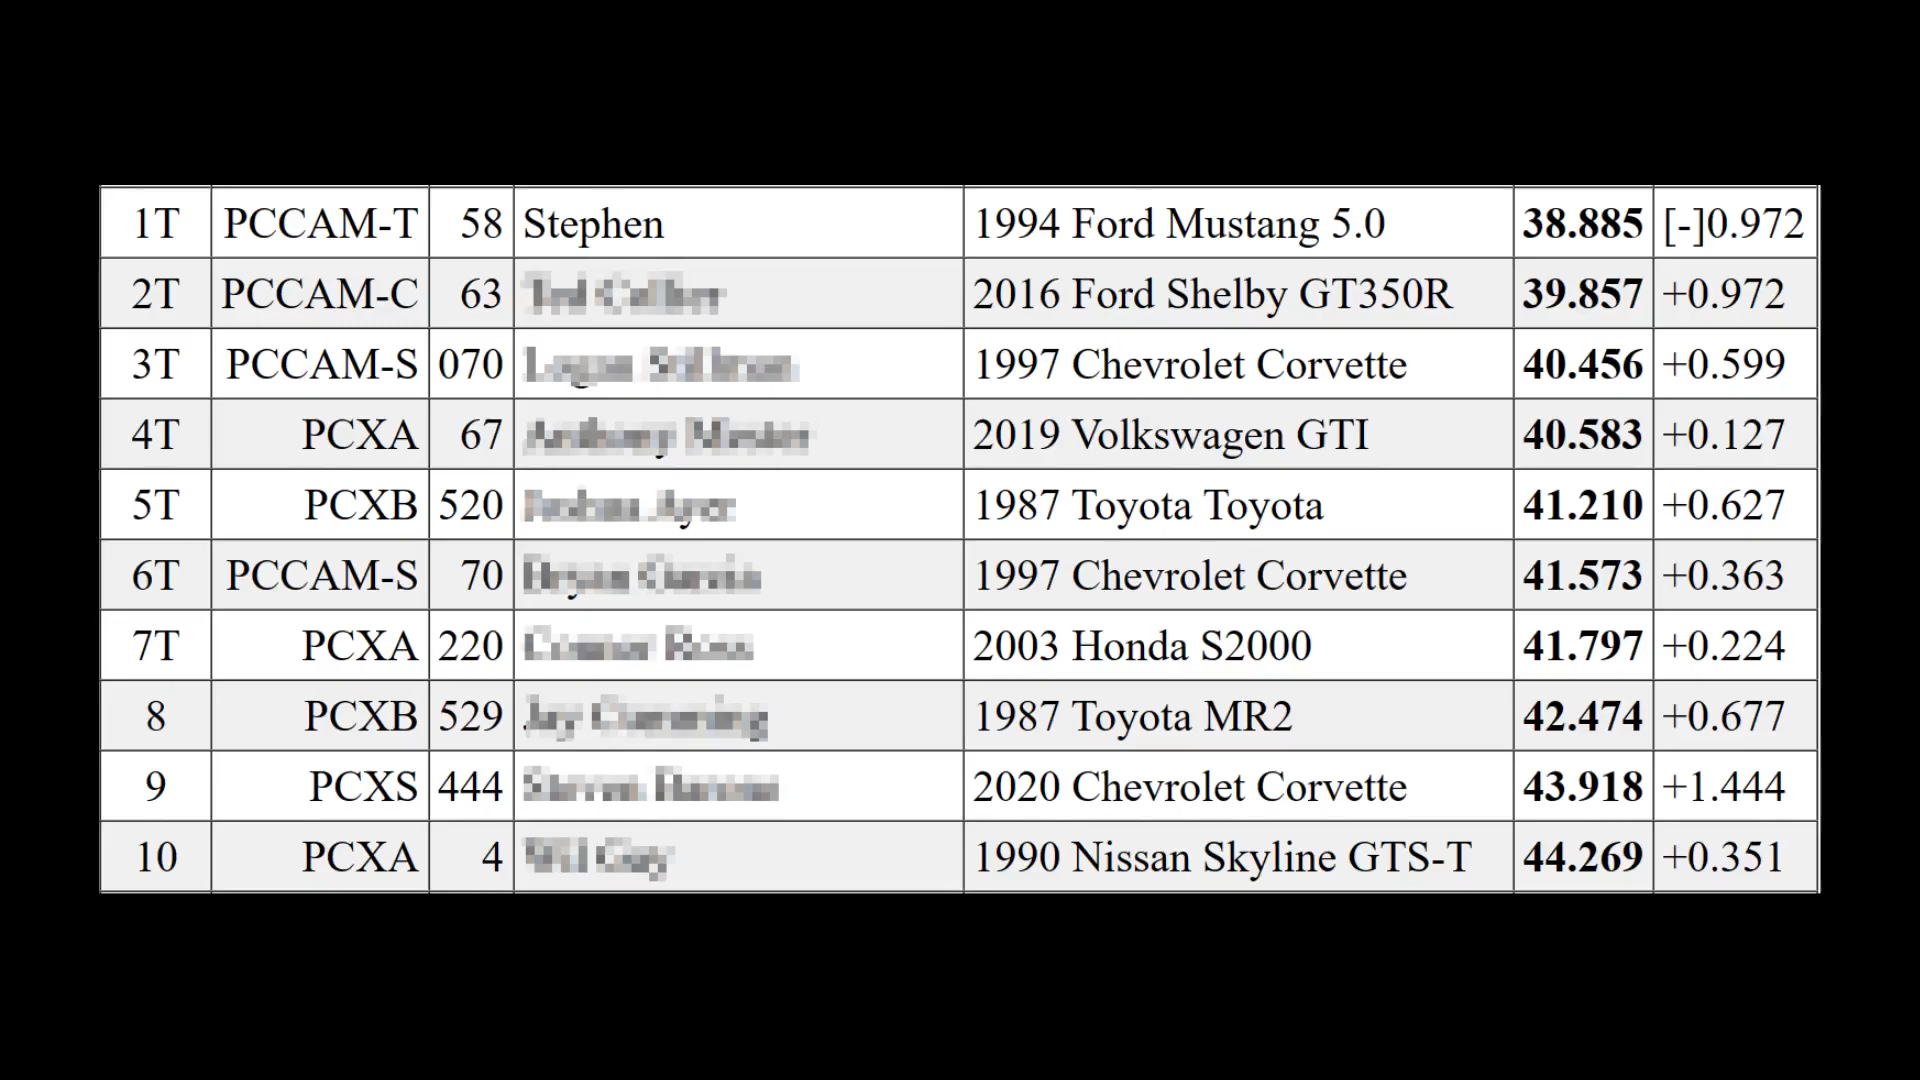 1T PCCAM-T 58 Stephen 1994 Ford Mustang 5.0 38.885 [-]0.972
2T PCCAM-C 63 2016 Ford Shelby GT350R 39.857 +0.972
3T PCCAM-S 070 1997 Chevrolet Corvette 40.456 +0.599
4T PCXA 67 2019 Volkswagen GTI 40.583 +0.127
5T PCXB 520 1987 Toyota Toyota 41.210 +0.627
6T PCCAM-S 70 1997 Chevrolet Corvette 41.573 +0.363
7T PCXA 220 2003 Honda S2000 41.797 +0.224
8 PCXB 529 1987 Toyota MR2 42.474 +0.677
9 PCXS 444 2020 Chevrolet Corvette 43.918 +1.444
10 PCXA 4 1990 Nissan Skyline GTS-T 44.269 +0.351